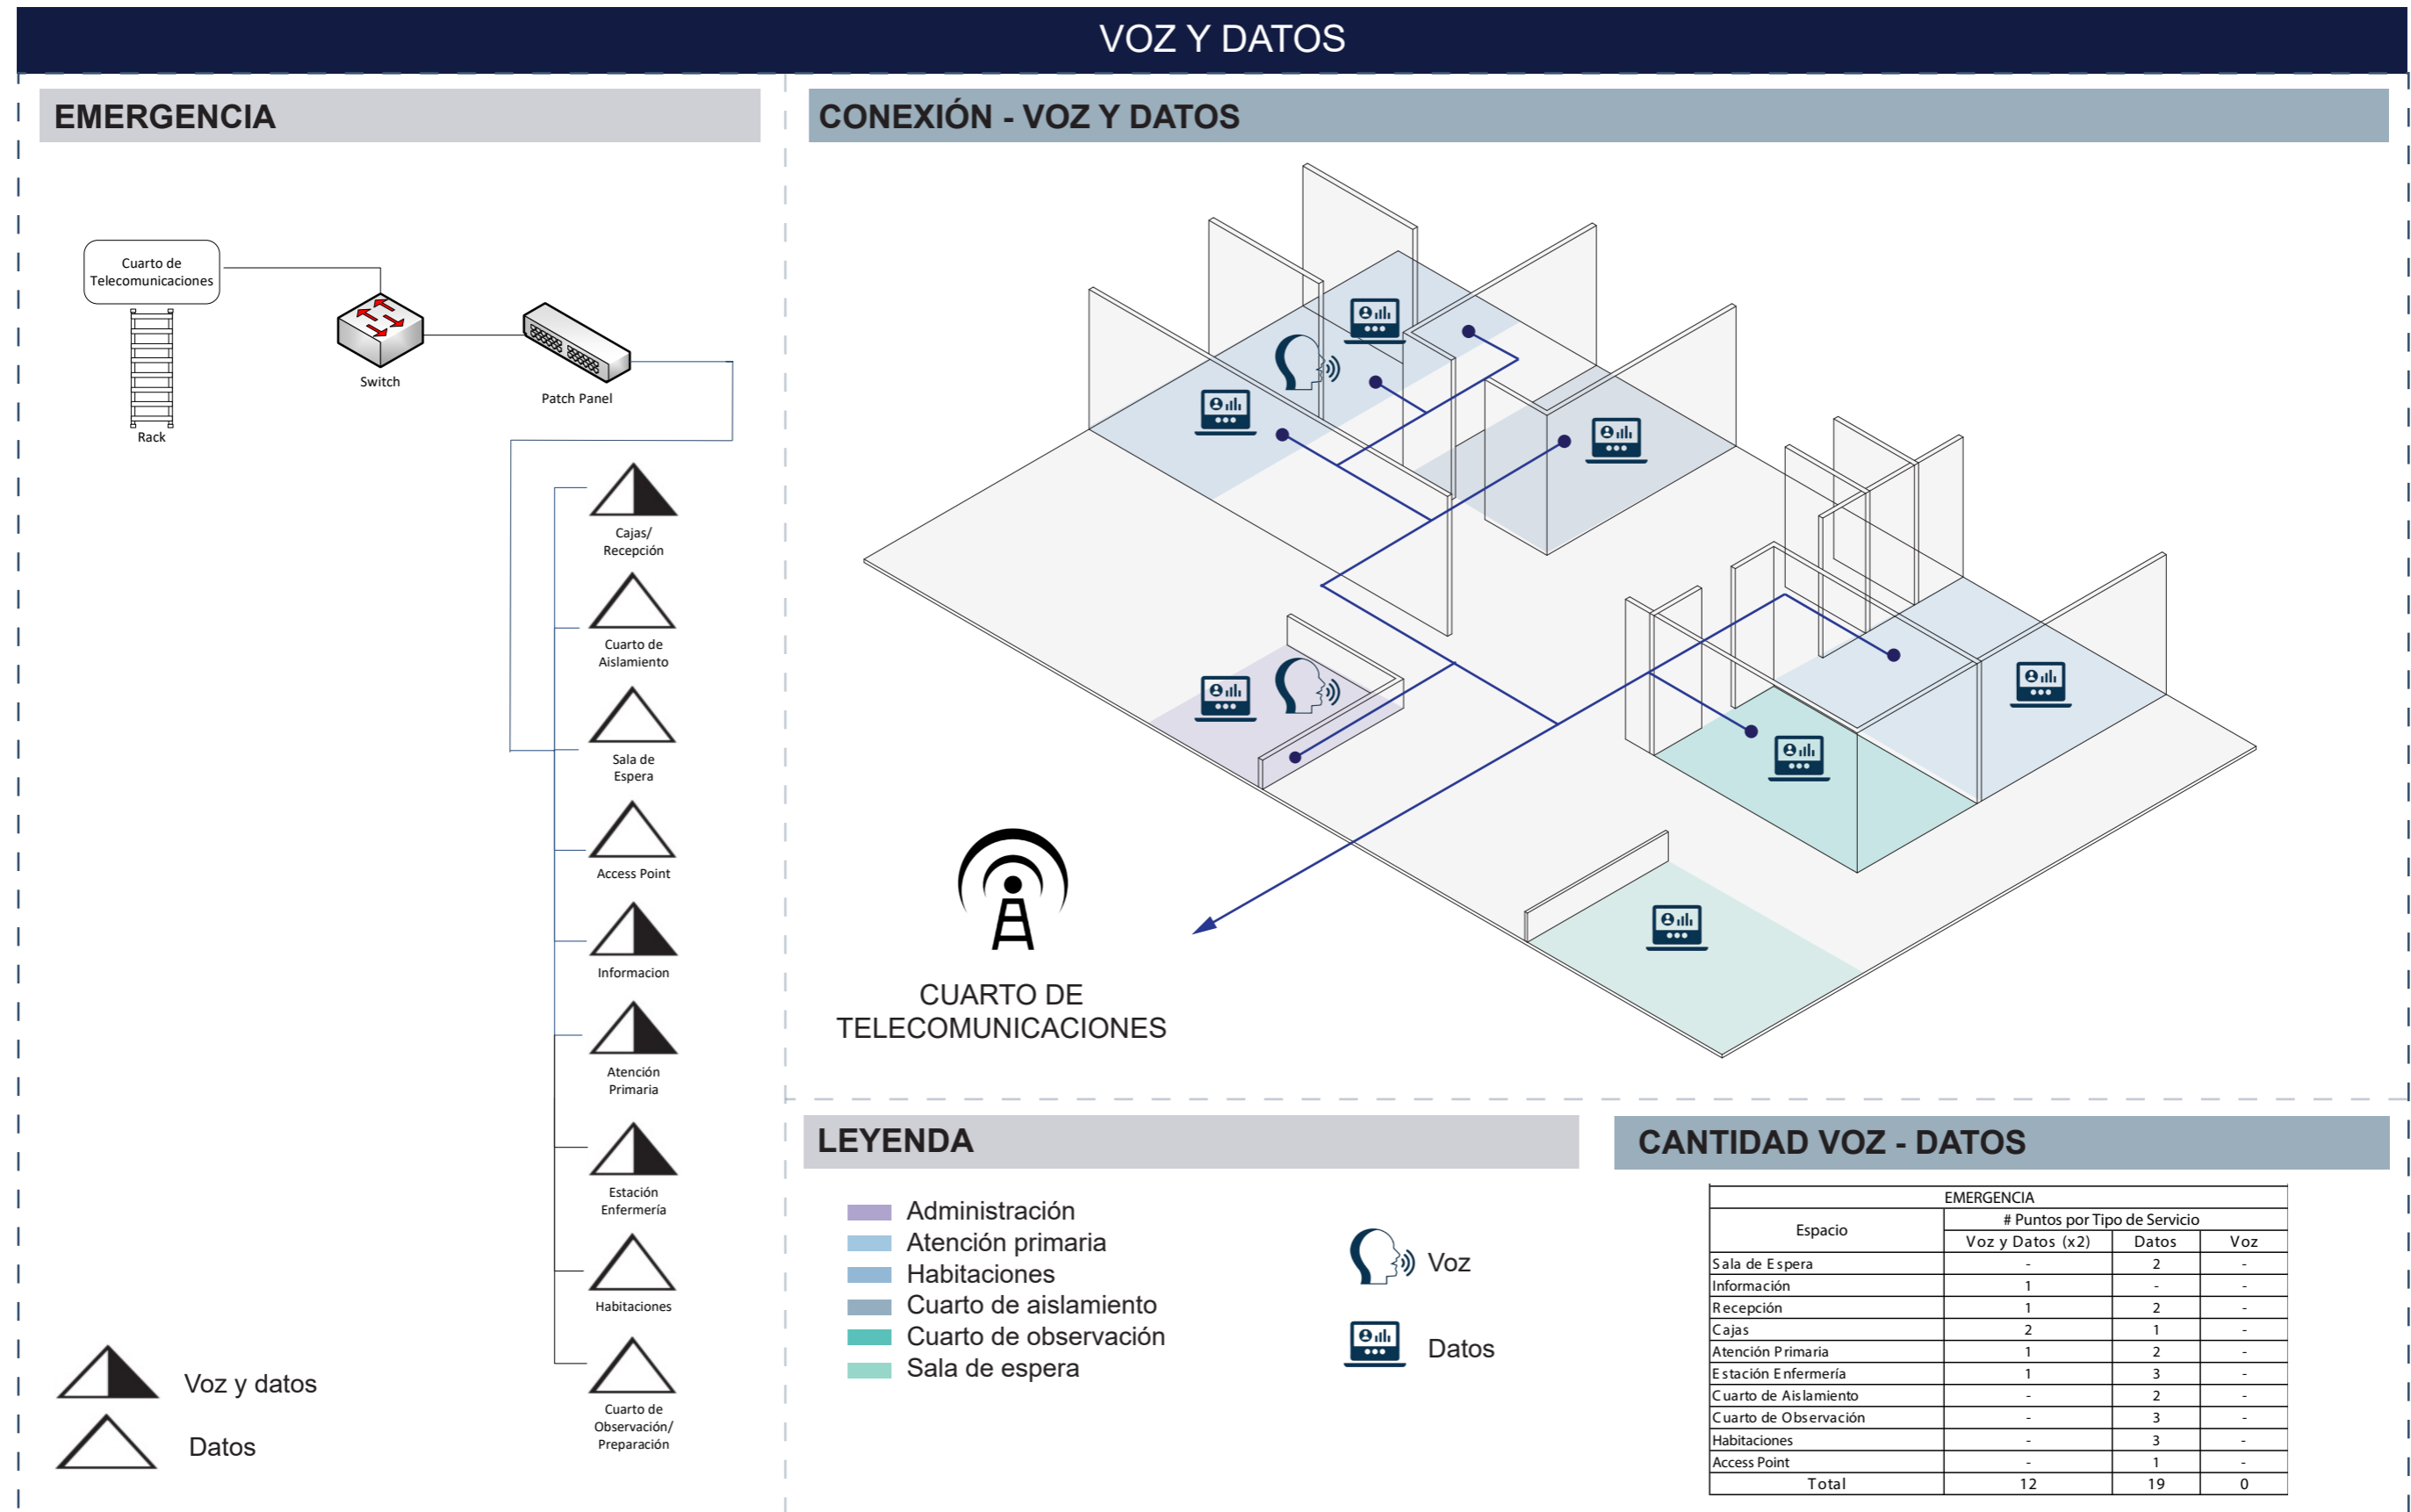 VOZ Y DATOS
EMERGENCIA
Cuarto de
Telecomunicaciones
Rack
Switch
Patch Panel
Cajas/
Recepción
Cuarto de
Aislamiento
Sala de
Espera
Access Point
Informacion
Atención
Primaria
Estación
Enfermería
Habitaciones
Cuarto de
Observación/
Preparación
Voz y datos
Datos
CONEXIÓN - VOZ Y DATOS
CUARTO DE
TELECOMUNICACIONES
LEYENDA
Administración
Atención primaria
Habitaciones
Cuarto de aislamiento
Cuarto de observación
Sala de espera
Voz
Datos
CANTIDAD VOZ - DATOS
EMERGENCIA
Espacio # Puntos por Tipo de Servicio
Voz y Datos (x2) Datos Voz
Sala de Espera - 2 -
Información 1 - -
Recepción 1 2 -
Cajas 2 1 -
Atención Primaria 1 2 -
Estación Enfermería 1 3 -
Cuarto de Aislamiento - 2 -
Cuarto de Observación - 3 -
Habitaciones - 3 -
Access Point - 1 -
Total 12 19 0